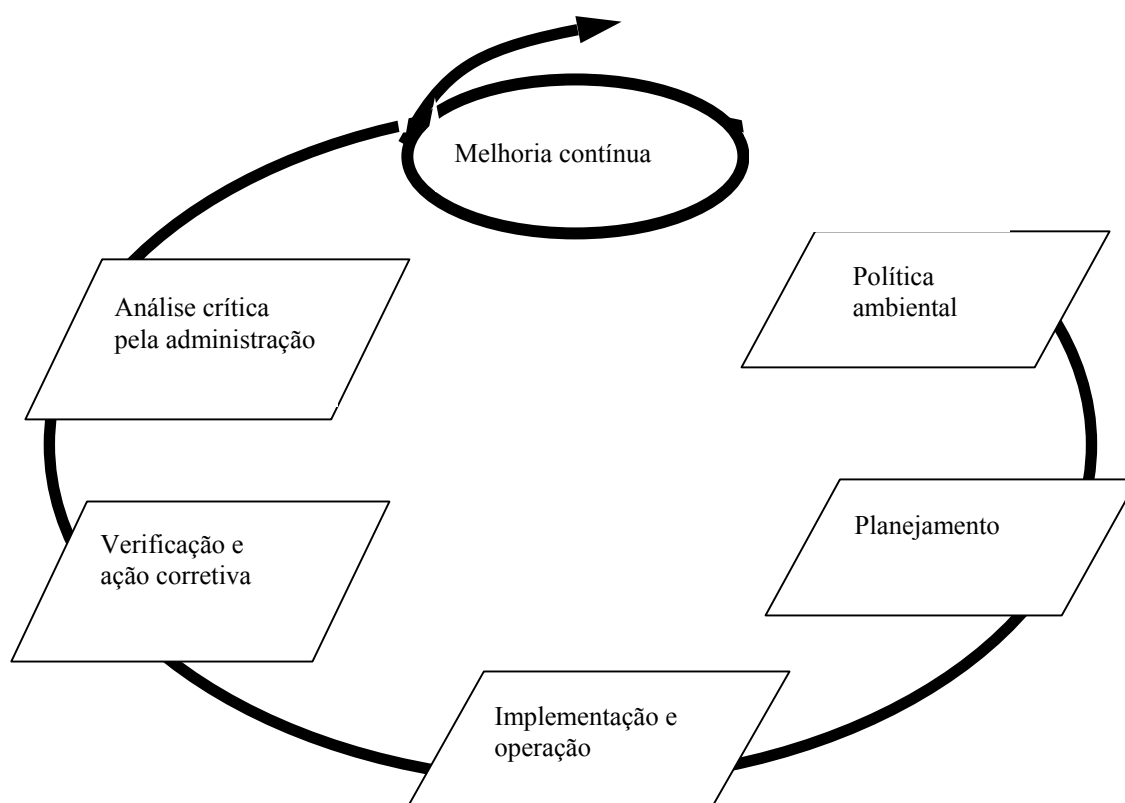 Melhoria contínua
Política
ambiental
Análise crítica
pela administração
Planejamento
Verificação e
ação corretiva
Implementação e
operação